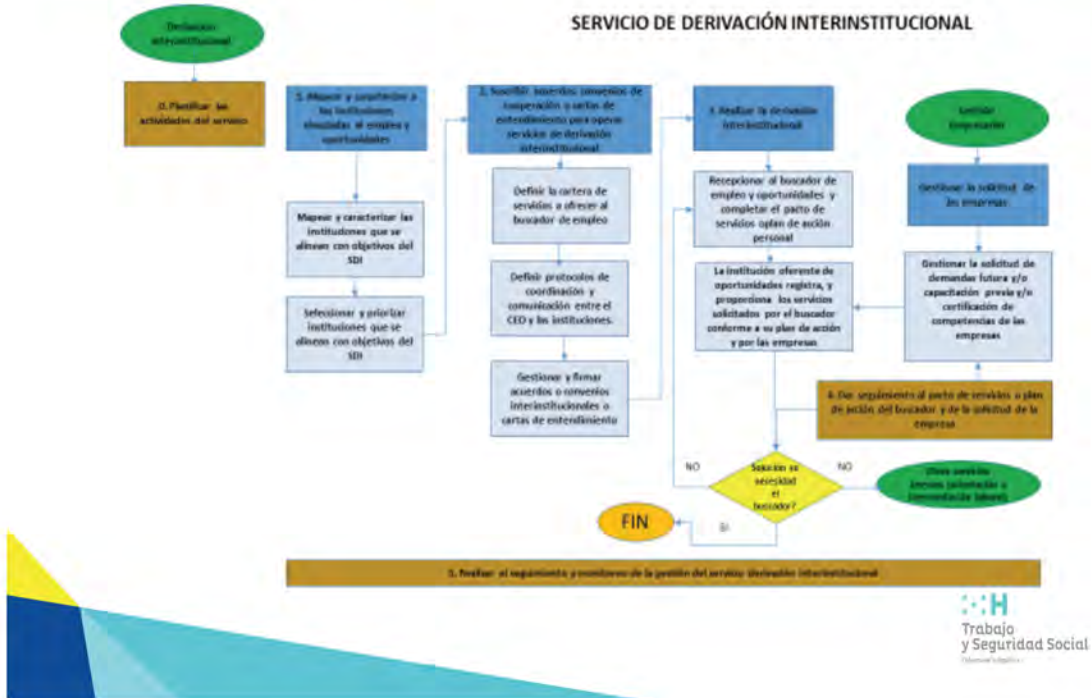 SERVICIO DE DERIVACIÓN INTERINSTITUCIONAL
Derivación
interinstitucional
0. Planificar las
actividades del servicio
1. Mapear y caracterizar a
las instituciones
vinculadas al empleo y
oportunidades
Mapear y caracterizar las
instituciones que se
alinean con objetivos del
SDI
Seleccionar y priorizar
instituciones que se
alinean con objetivos del
SDI
2. Suscribir acuerdos convenios de
cooperación o cartas de
entendimiento para operar
servicios de derivación
interinstitucional
Definir la cartera de
servicios a ofrecer al
buscador de empleo
Definir protocolos de
coordinación y
comunicación entre el
CEO y las instituciones.
Gestionar y firmar
acuerdos o convenios
interinstitucionales o
cartas de entendimiento
3. Realizar la derivación
interinstitucional
Recepcionar al buscador de
empleo y oportunidades y
completar el pacto de
servicios oplan de acción
personal
La institución oferente de
oportunidades registra, y
proporciona los servicios
solicitados por el buscador
conforme a su plan de acción
y por las empresas
Gestión
Empresarial
Gestionar la solicitud de
las empresas
Gestionar la solicitud de
demandas futura y/o
capacitación previa y/o
certificación de
competencias de las
empresas
4. Dar seguimiento al pacto de servicios o plan
de acción del buscador y de la solicitud de la
empresa
NO
Solución se
necesidad
el
buscador?
NO
Otros servicios
intermediación laboral)
FIN
SI
5. Realizar el seguimiento y monitoreo de la gestión del servicio derivación interinstitucional
H
Trabajo
y Seguridad Social